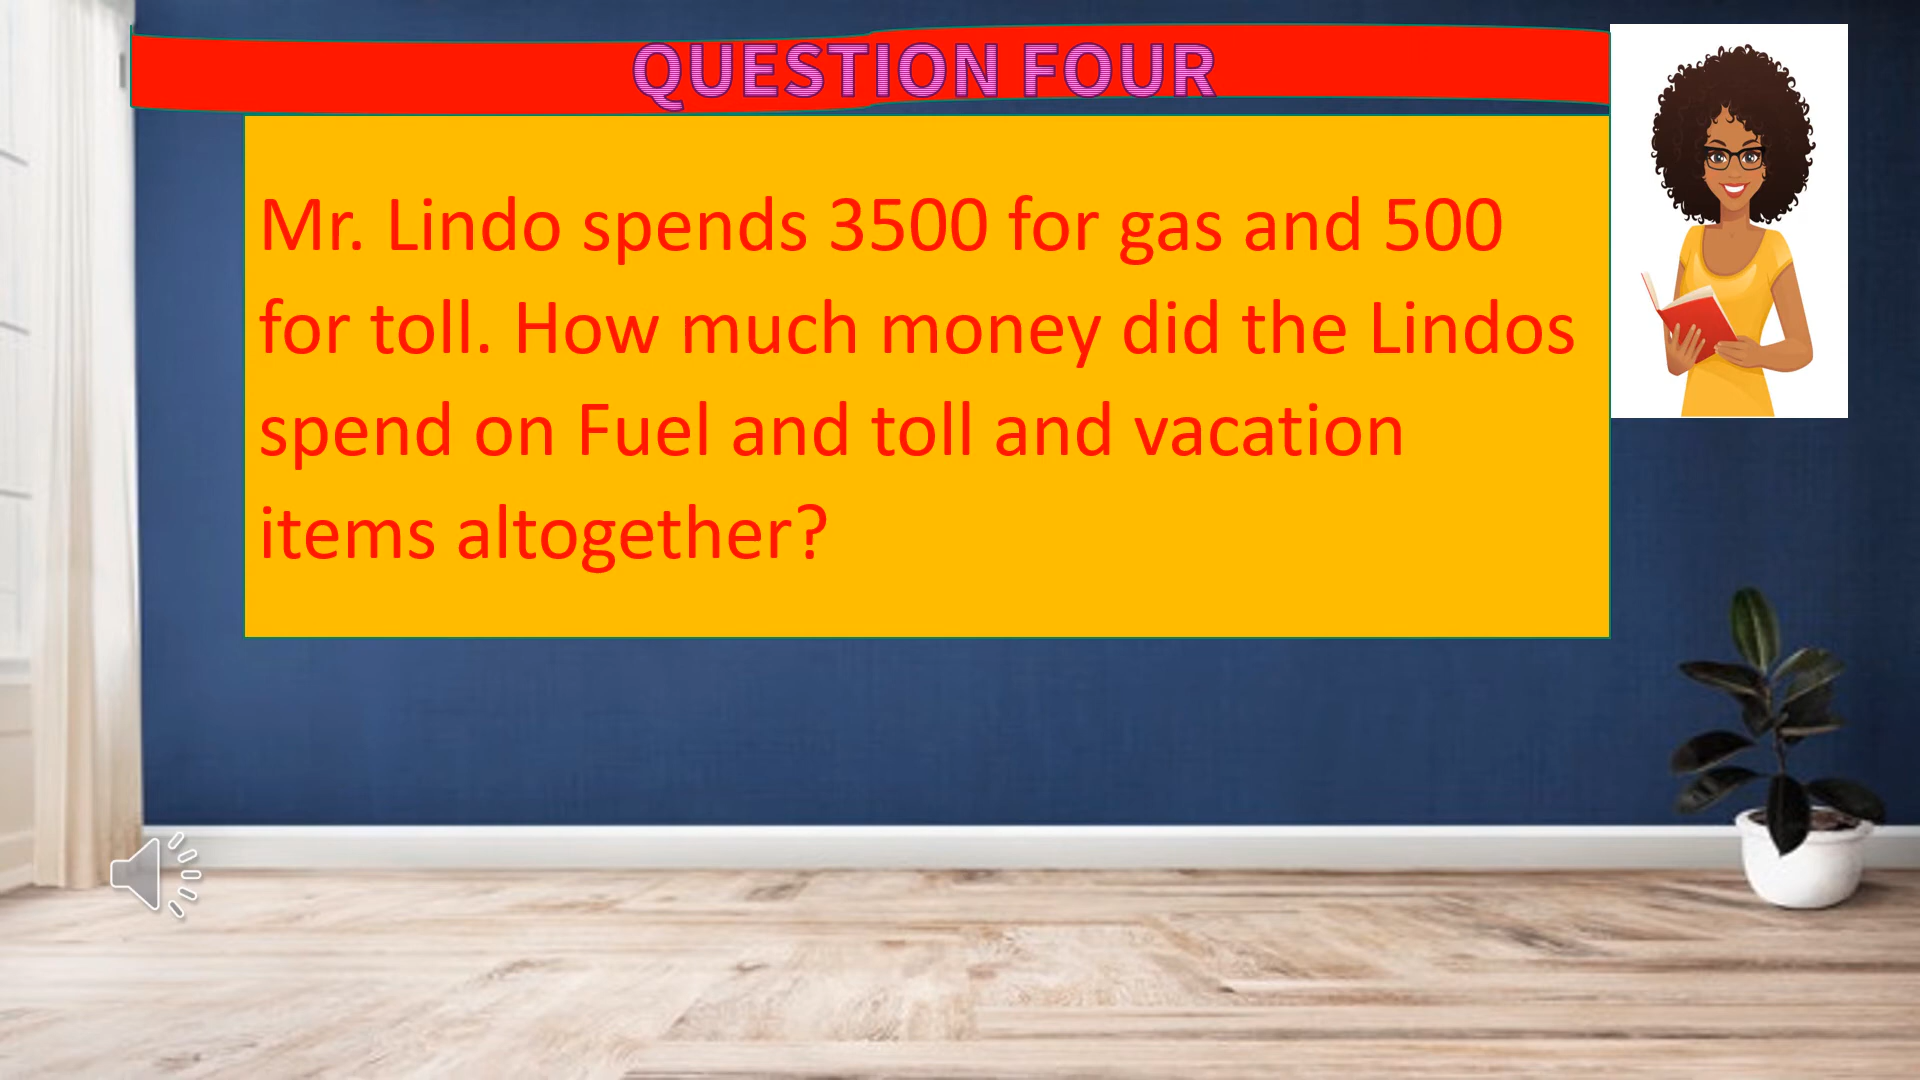 QUESTION FOUR
Mr. Lindo spends 3500 for gas and 500
for toll. How much money did the Lindos
spend on Fuel and toll and vacation
items altogether?